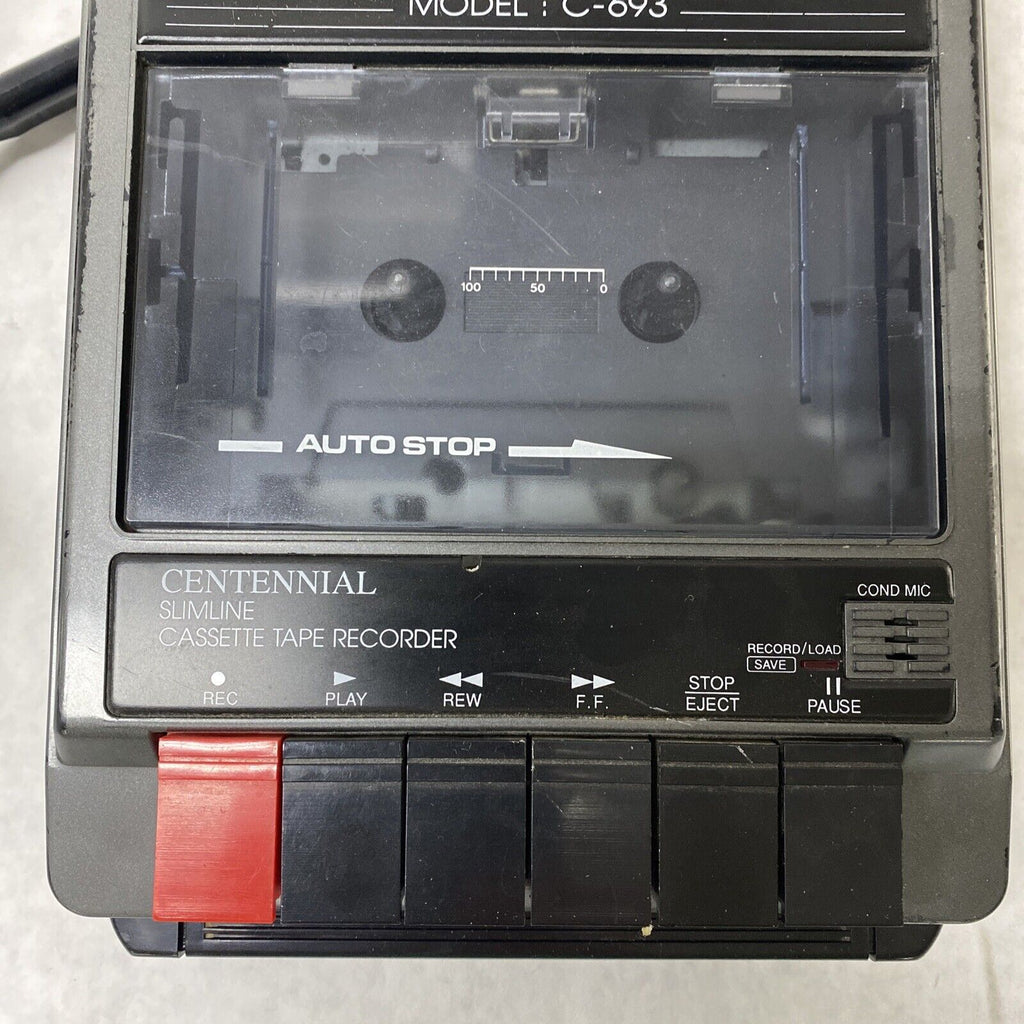 MODEL : C-693
100 50 0
AUTO STOP
CENTENNIAL
SLIMLINE
CASSETTE TAPE RECORDER
COND MIC
RECORD/LOAD
SAVE
REC
PLAY
REW
F.F.
STOP
EJECT
PAUSE